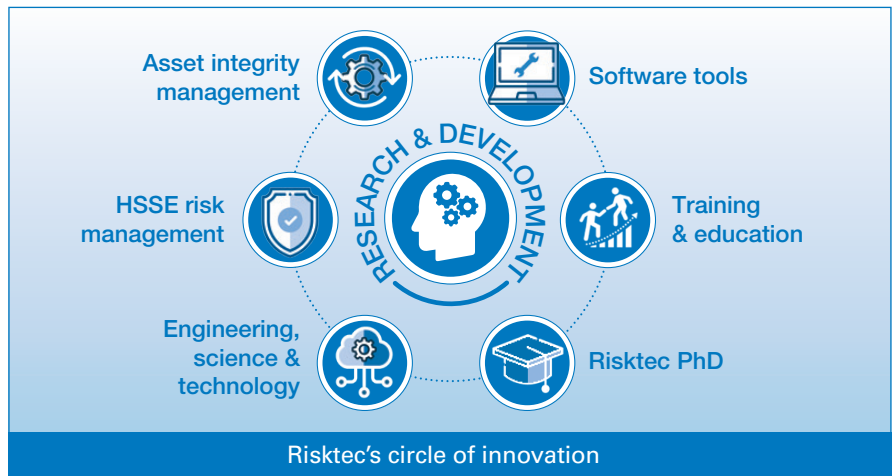 Asset integrity
management
Software tools
RESEARCH & DEVELOPMENT
HSSE risk
management
Training
& education
Engineering,
science &
technology
Risktec PhD
Risktec's circle of innovation